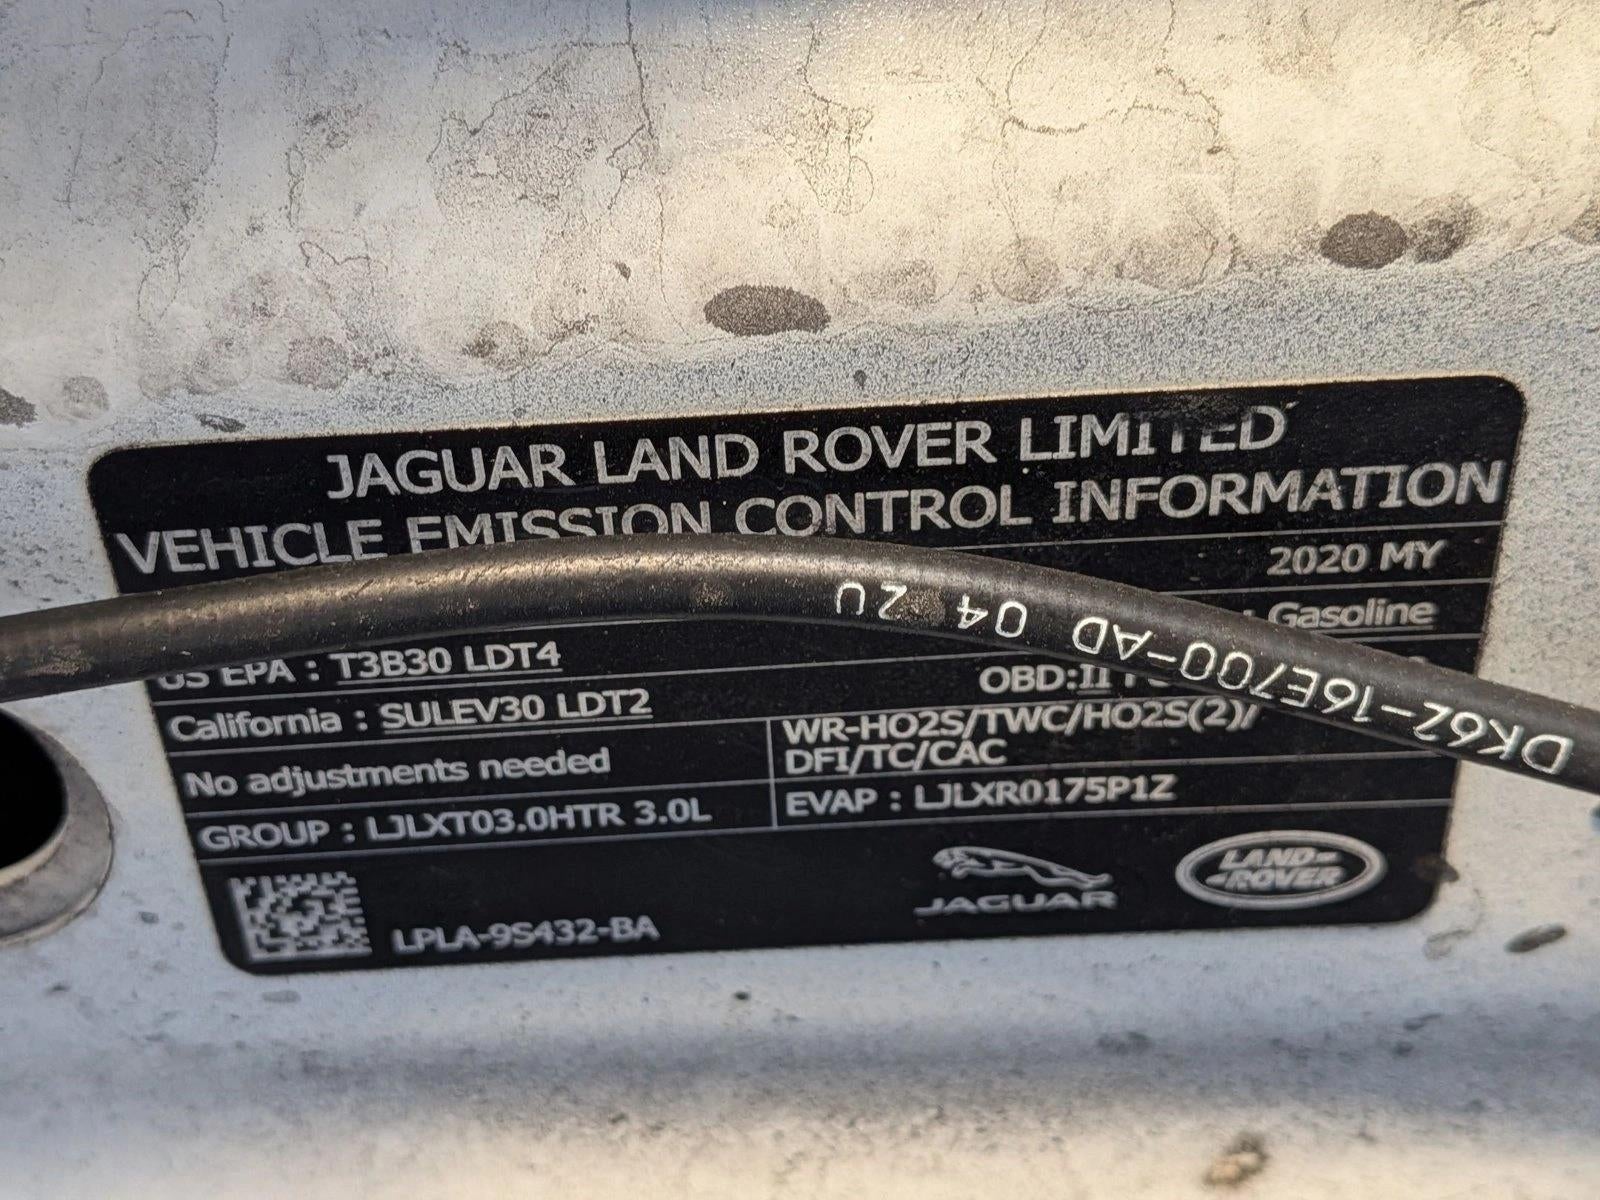 JAGUAR LAND ROVER LIMITED
VEHICLE EMISSION CONTROL INFORMATION
2020 MY
: Gasoline
US EPA : T3B30 LDT4
OBD:II
California : SULEV30 LDT2
No adjustments needed
WR-HO2S/TWC/HO2S(2)/
DFI/TC/CAC
GROUP : LJLXT03.0HTR 3.0L
EVAP : LJLXR0175P1Z
LPLA-9S432-BA
JAGUAR
LAND-
-ROVER
DK62-16E700-AD 04